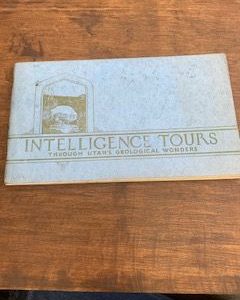 INTELLIGENCE TOURS
THROUGH UTAH'S GEOLOGICAL WONDERS